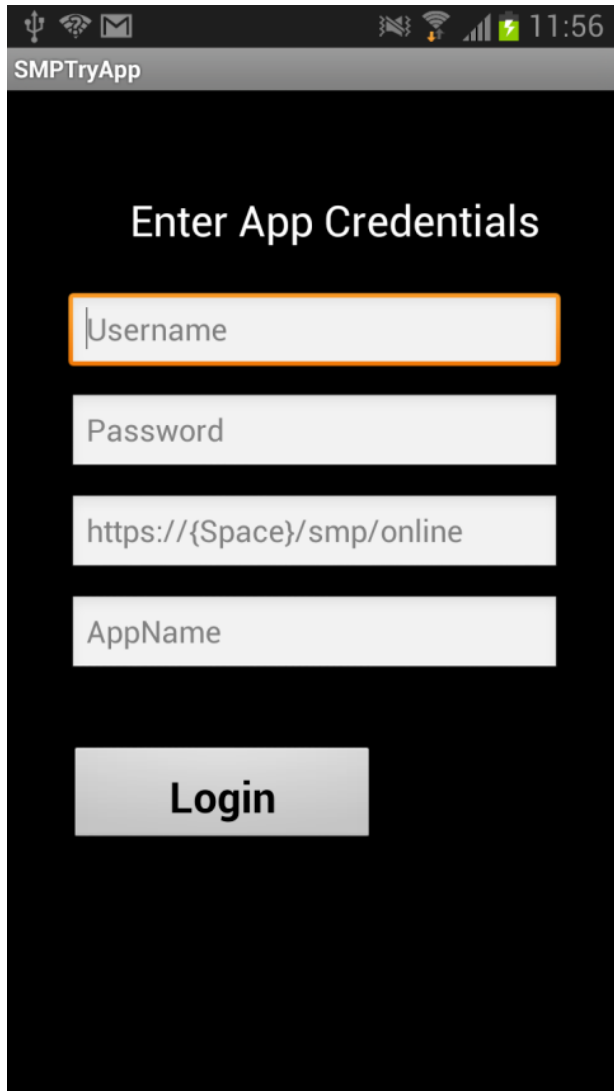 11:56
SMPTryApp
Enter App Credentials
Username
Password
https://{Space}/smp/online
AppName
Login